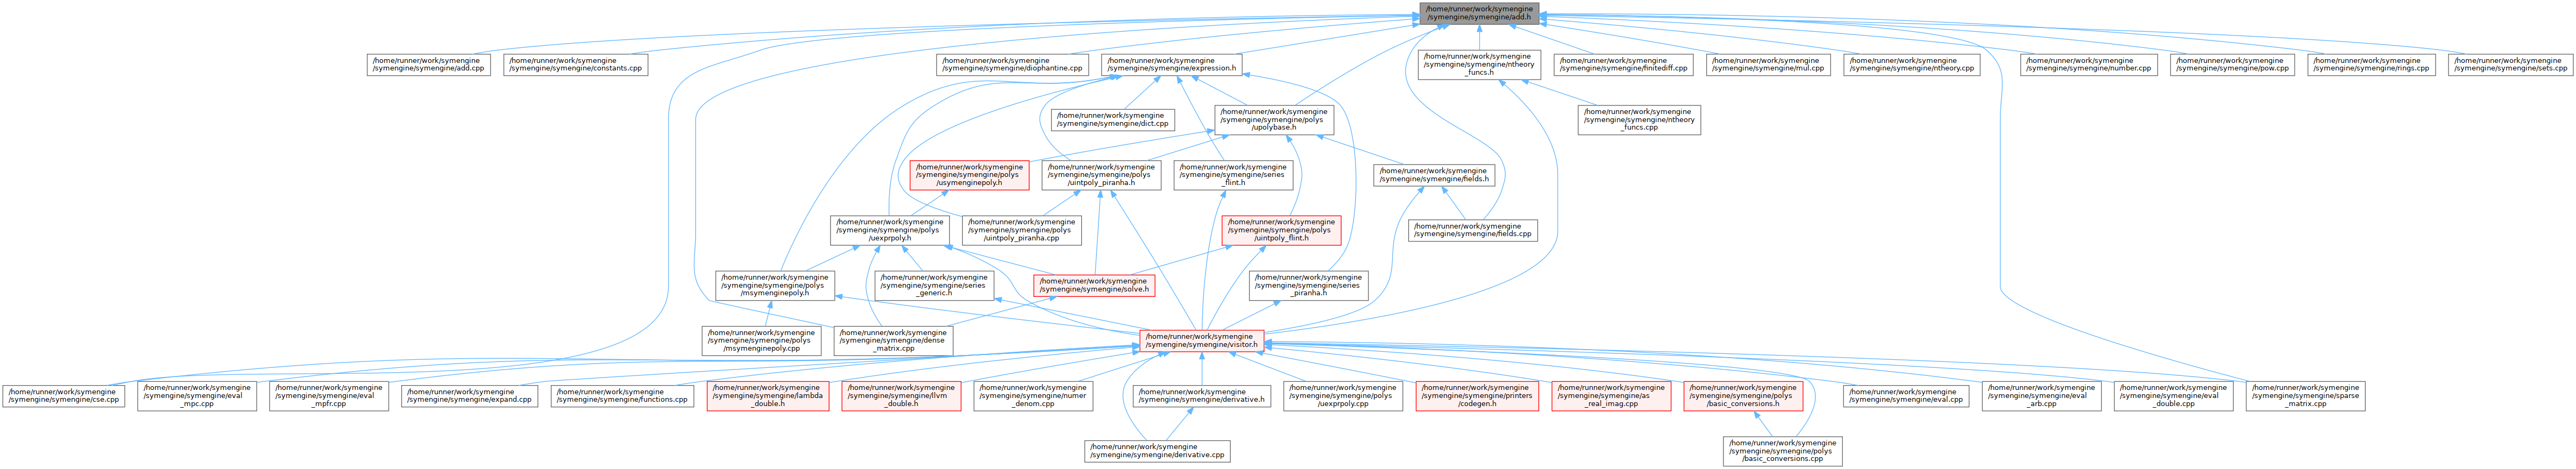 /home/runner/work/symengine
/symengine/symengine/add.h
/home/runner/work/symengine
/symengine/symengine/add.cpp
/home/runner/work/symengine
/symengine/symengine/constants.cpp
/home/runner/work/symengine
/symengine/symengine/diophantine.cpp
/home/runner/work/symengine
/symengine/symengine/expression.h
/home/runner/work/symengine
/symengine/symengine/ntheory
_funcs.h
/home/runner/work/symengine
/symengine/symengine/finitediff.cpp
/home/runner/work/symengine
/symengine/symengine/mul.cpp
/home/runner/work/symengine
/symengine/symengine/ntheory.cpp
/home/runner/work/symengine
/symengine/symengine/number.cpp
/home/runner/work/symengine
/symengine/symengine/pow.cpp
/home/runner/work/symengine
/symengine/symengine/rings.cpp
/home/runner/work/symengine
/symengine/symengine/sets.cpp
/home/runner/work/symengine
/symengine/symengine/dict.cpp
/home/runner/work/symengine
/symengine/symengine/polys
/upolybase.h
/home/runner/work/symengine
/symengine/symengine/ntheory
_funcs.cpp
/home/runner/work/symengine
/symengine/symengine/polys
/usymenginepoly.h
/home/runner/work/symengine
/symengine/symengine/polys
/uintpoly_piranha.h
/home/runner/work/symengine
/symengine/symengine/series
_flint.h
/home/runner/work/symengine
/symengine/symengine/fields.h
/home/runner/work/symengine
/symengine/symengine/polys
/uexprpoly.h
/home/runner/work/symengine
/symengine/symengine/polys
/uintpoly_piranha.cpp
/home/runner/work/symengine
/symengine/symengine/polys
/uintpoly_flint.h
/home/runner/work/symengine
/symengine/symengine/fields.cpp
/home/runner/work/symengine
/symengine/symengine/polys
/msymenginepoly.h
/home/runner/work/symengine
/symengine/symengine/series
_generic.h
/home/runner/work/symengine
/symengine/symengine/solve.h
/home/runner/work/symengine
/symengine/symengine/series
_piranha.h
/home/runner/work/symengine
/symengine/symengine/polys
/msymenginepoly.cpp
/home/runner/work/symengine
/symengine/symengine/dense
_matrix.cpp
/home/runner/work/symengine
/symengine/symengine/visitor.h
/home/runner/work/symengine
/symengine/symengine/cse.cpp
/home/runner/work/symengine
/symengine/symengine/eval
_mpc.cpp
/home/runner/work/symengine
/symengine/symengine/eval
_mpfr.cpp
/home/runner/work/symengine
/symengine/symengine/expand.cpp
/home/runner/work/symengine
/symengine/symengine/functions.cpp
/home/runner/work/symengine
/symengine/symengine/lambda
_double.h
/home/runner/work/symengine
/symengine/symengine/llvm
_double.h
/home/runner/work/symengine
/symengine/symengine/numer
_denom.cpp
/home/runner/work/symengine
/symengine/symengine/derivative.h
/home/runner/work/symengine
/symengine/symengine/polys
/uexprpoly.cpp
/home/runner/work/symengine
/symengine/symengine/printers
/codegen.h
/home/runner/work/symengine
/symengine/symengine/as
_real_imag.cpp
/home/runner/work/symengine
/symengine/symengine/polys
/basic_conversions.h
/home/runner/work/symengine
/symengine/symengine/eval.cpp
/home/runner/work/symengine
/symengine/symengine/eval
_arb.cpp
/home/runner/work/symengine
/symengine/symengine/eval
_double.cpp
/home/runner/work/symengine
/symengine/symengine/sparse
_matrix.cpp
/home/runner/work/symengine
/symengine/symengine/derivative.cpp
/home/runner/work/symengine
/symengine/symengine/polys
/basic_conversions.cpp